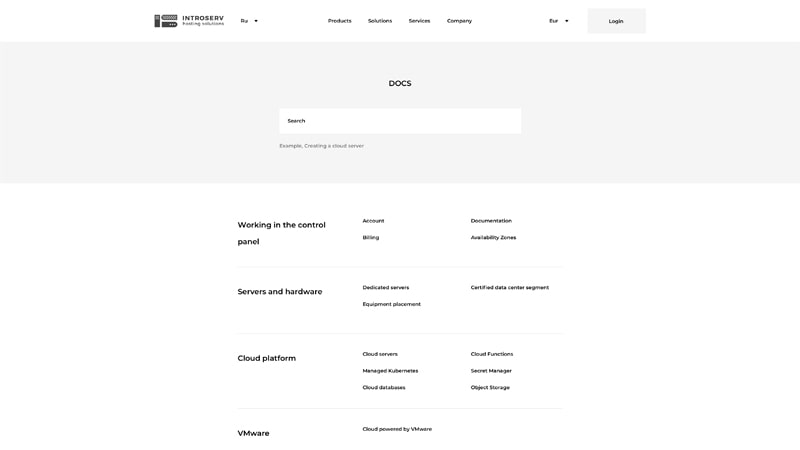 INTROSERV
hosting solutions
Ru
Products
Solutions
Services
Company
Eur
Login
DOCS
Search
Example, Creating a cloud server
Working in the control
panel
Account
Documentation
Billing
Availability Zones
Servers and hardware
Dedicated servers
Certified data center segment
Equipment placement
Cloud platform
Cloud servers
Cloud Functions
Managed Kubernetes
Secret Manager
Cloud databases
Object Storage
VMware
Cloud powered by VMware